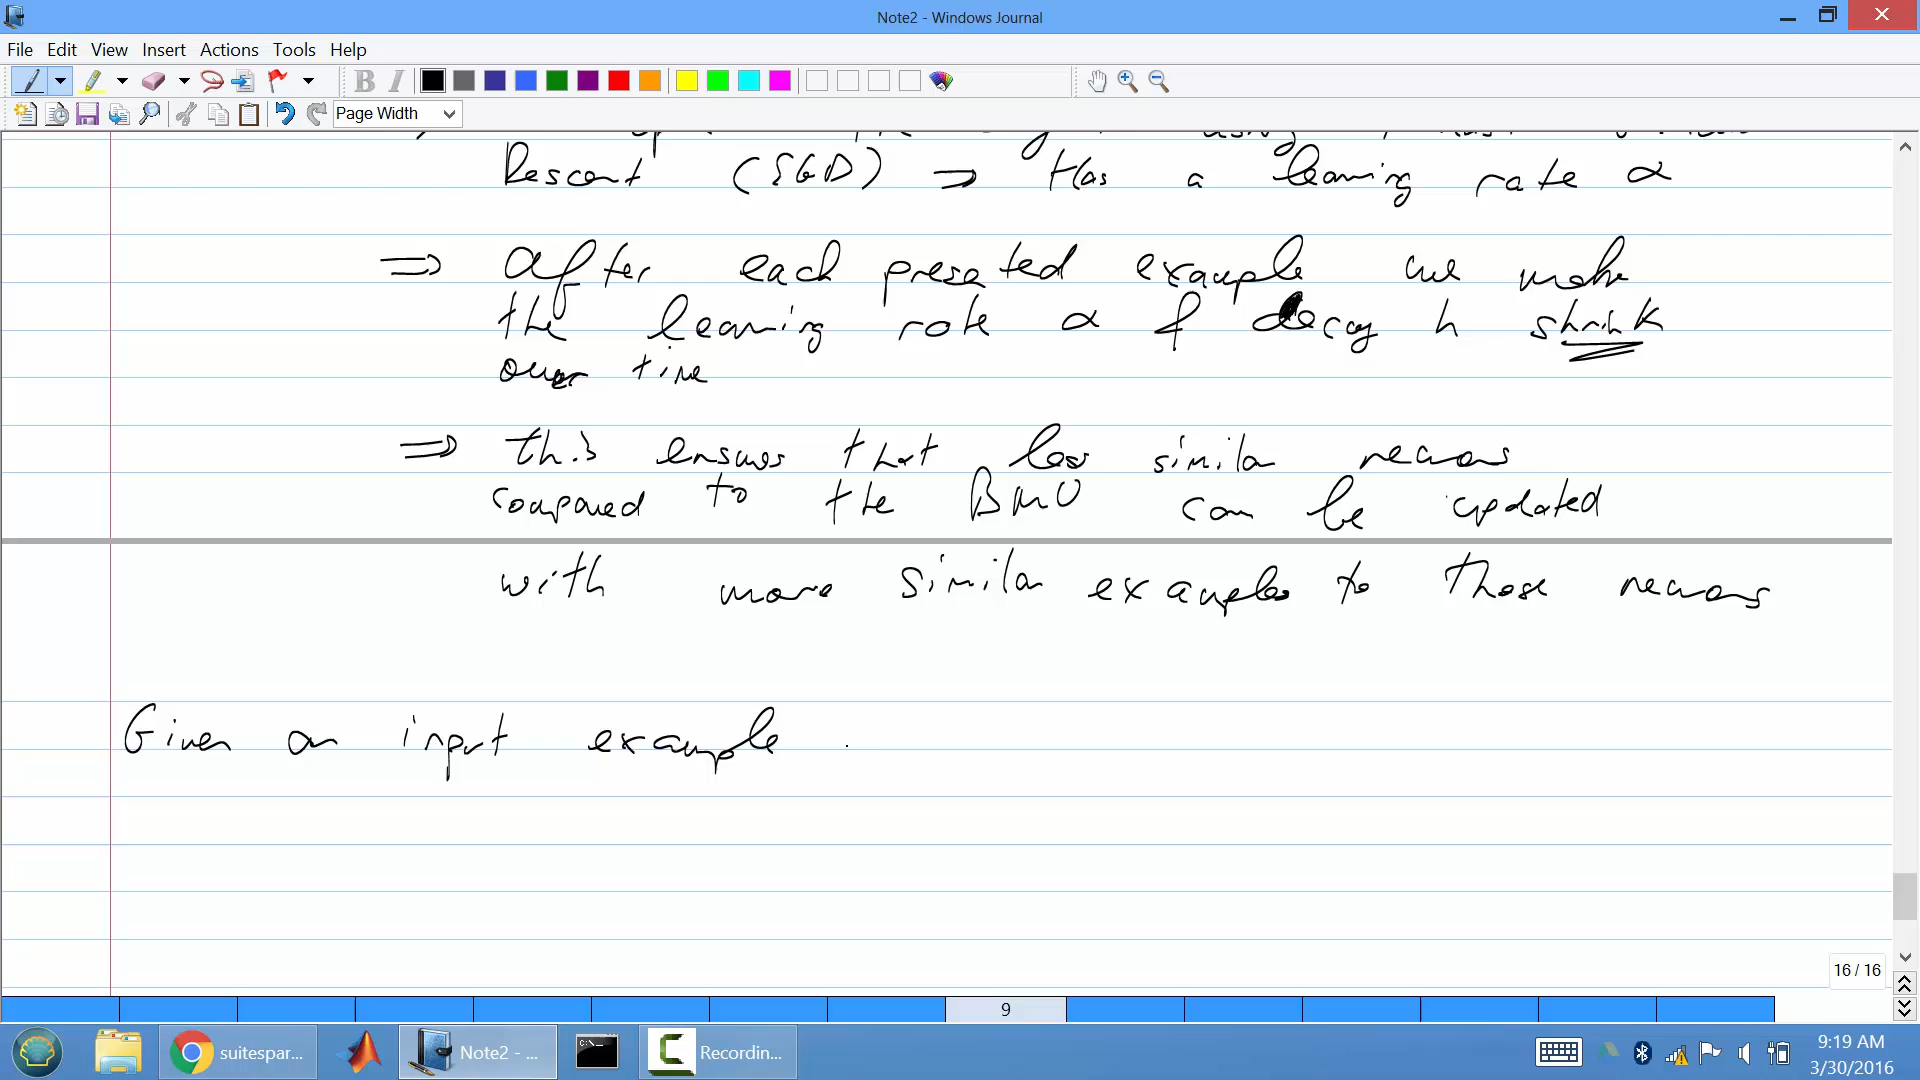 Note2 - Windows Journal
File Edit View Insert Actions Tools Help
B I
Page Width
Descent (SGD) ⇒ Has a learning rate α
⇒ After each presented example we make
the learning rate α & decay h shrink
over time
⇒ this ensures that less similar neurons
compared to the BMU can be updated
with more similar examples to those neurons
Given an input example
16 / 16
9
suitespar...
Note2 - ...
Recordin...
9:19 AM
3/30/2016